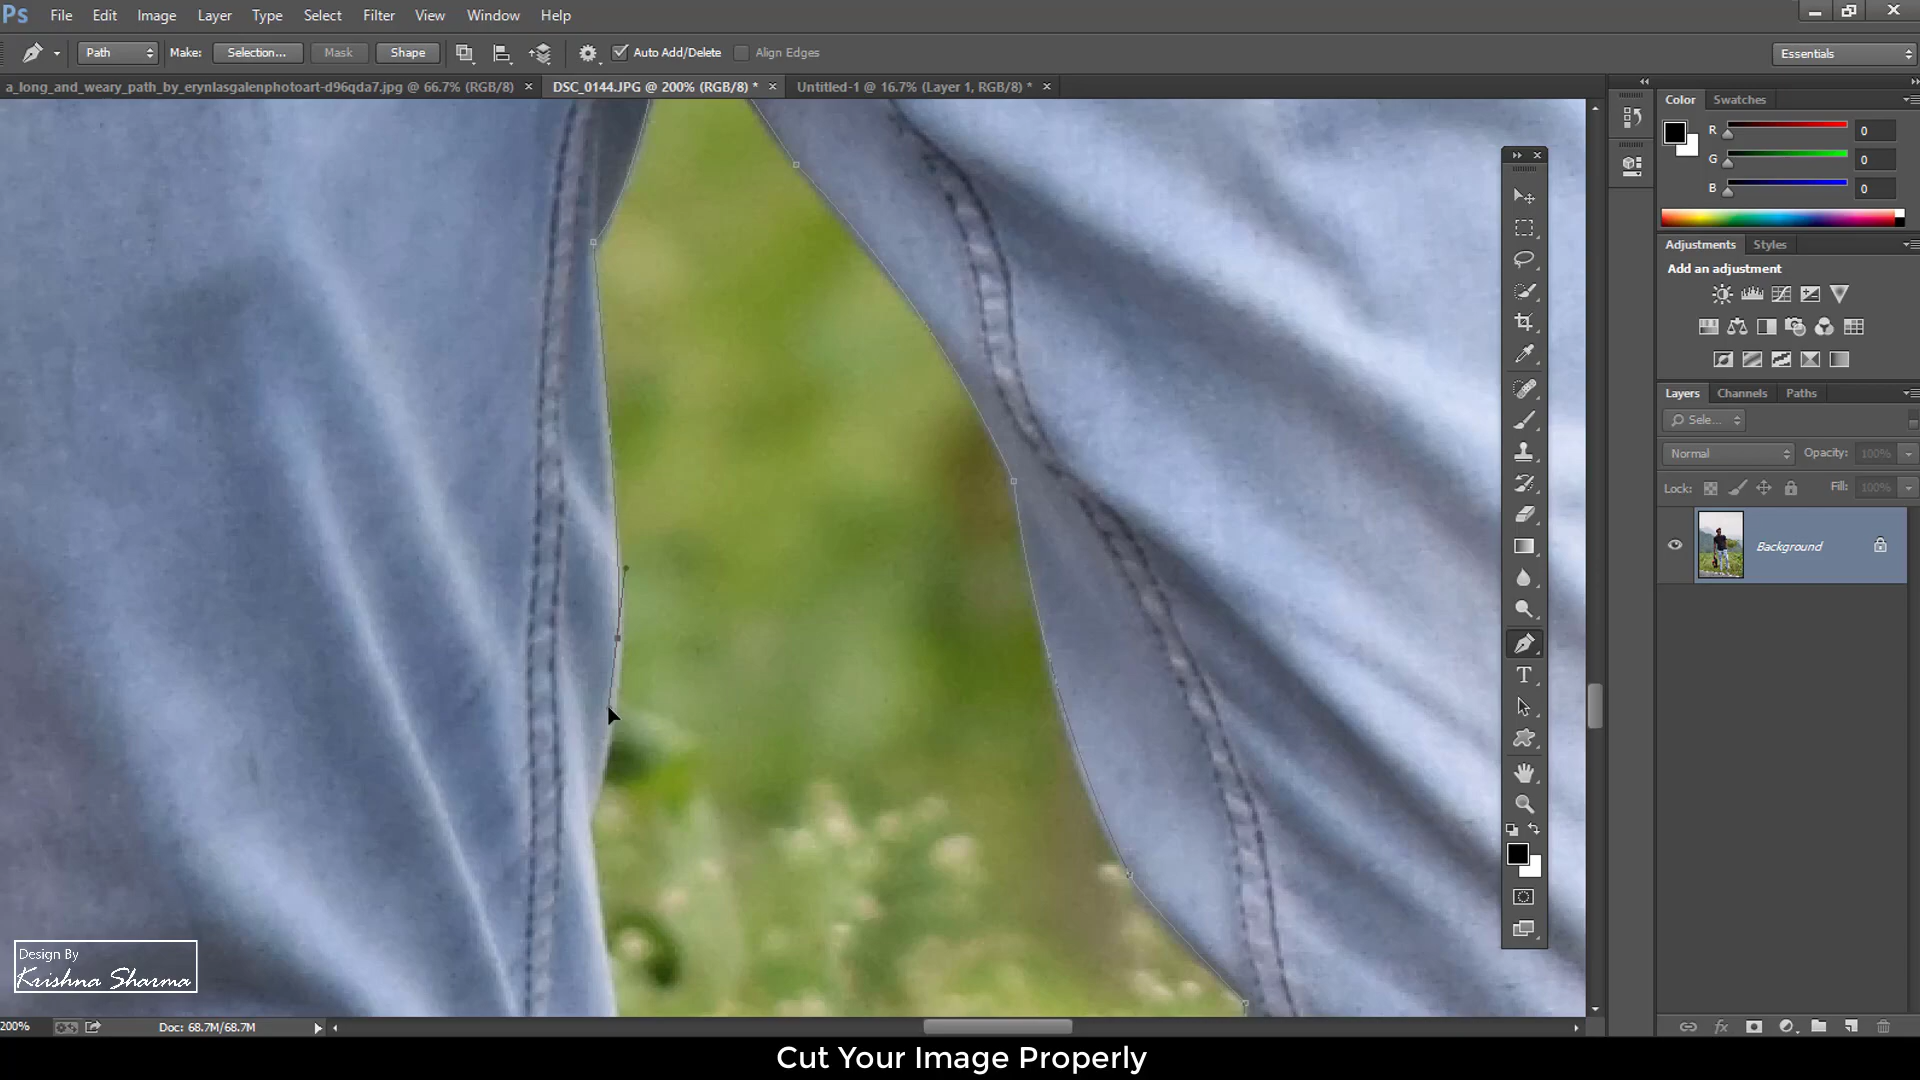 Ps File Edit Image Layer Type Select Filter View Window Help
Path Make: Selection... Mask Shape Auto Add/Delete Align Edges Essentials
a_long_and_weary_path_by_erynlasgalenphotoart-d96qda7.jpg @ 66.7% (RGB/8) DSC_0144.JPG @ 200% (RGB/8) * Untitled-1 @ 16.7% (Layer 1, RGB/8) *
Color Swatches
R 0
G 0
B 0
Adjustments Styles
Add an adjustment
Layers Channels Paths
Sele...
Normal Opacity: 100%
Lock: Fill: 100%
Background
Design By
Krishna Sharma
200% Doc: 68.7M/68.7M
Cut Your Image Properly